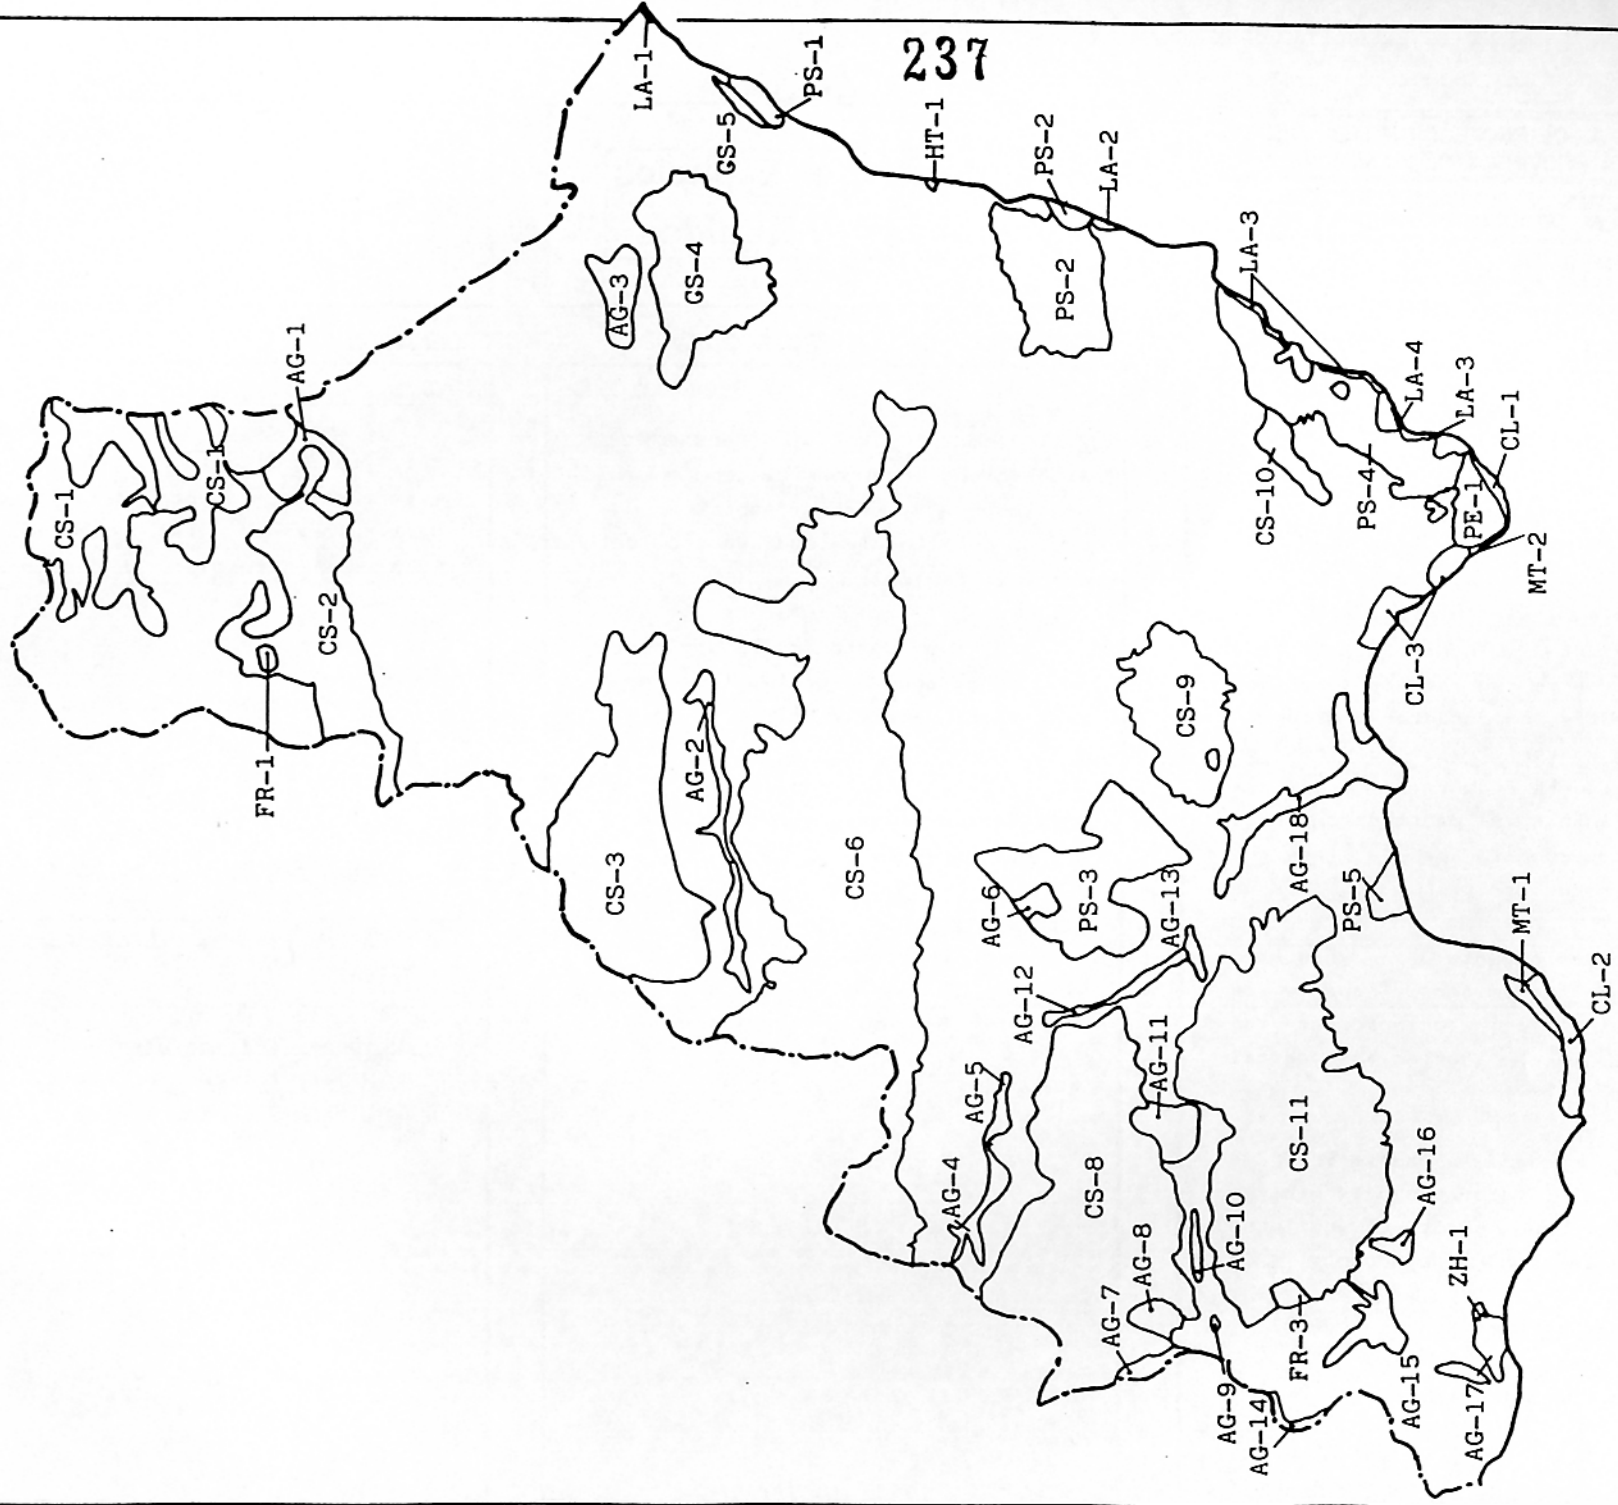 237
LA-1
PS-1
GS-5
HT-1
PS-2
LA-2
GS-4
AG-3
PS-2
LA-3
AG-1
CS-1
CS-1
CS-2
FR-1
LA-4
LA-3
CL-1
CS-10
PS-4
PE-1
MT-2
CL-3
CS-9
AG-2
CS-3
CS-6
AG-6
PS-3
AG-13
AG-18
PS-5
MT-1
CL-2
AG-12
AG-11
AG-5
AG-4
CS-8
CS-11
AG-16
AG-10
AG-8
ZH-1
AG-7
FR-3
AG-9
AG-14
AG-15
AG-17